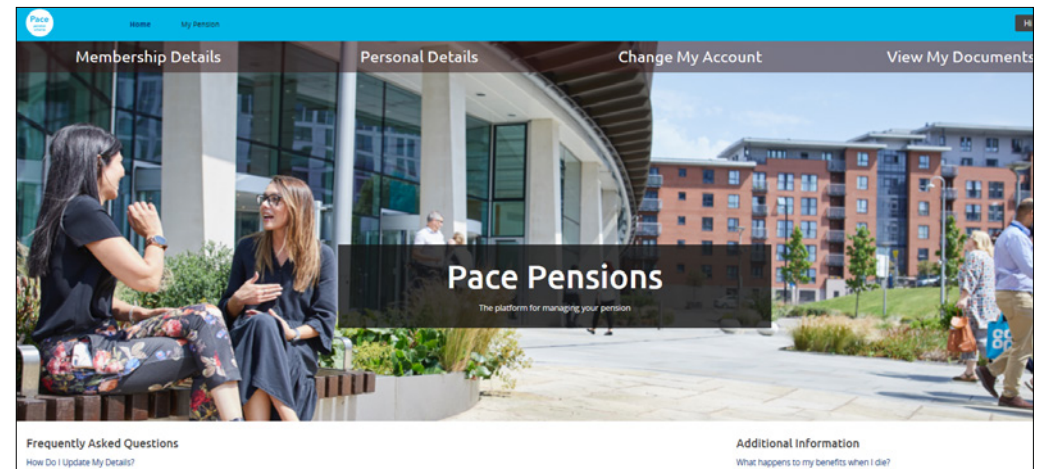 Pace
Home
My Pension
Hi
Membership Details
Personal Details
Change My Account
View My Documents
Pace Pensions
The platform for managing your pension
CO
OP
Frequently Asked Questions
Additional Information
How Do I Update My Details?
What happens to my benefits when I die?